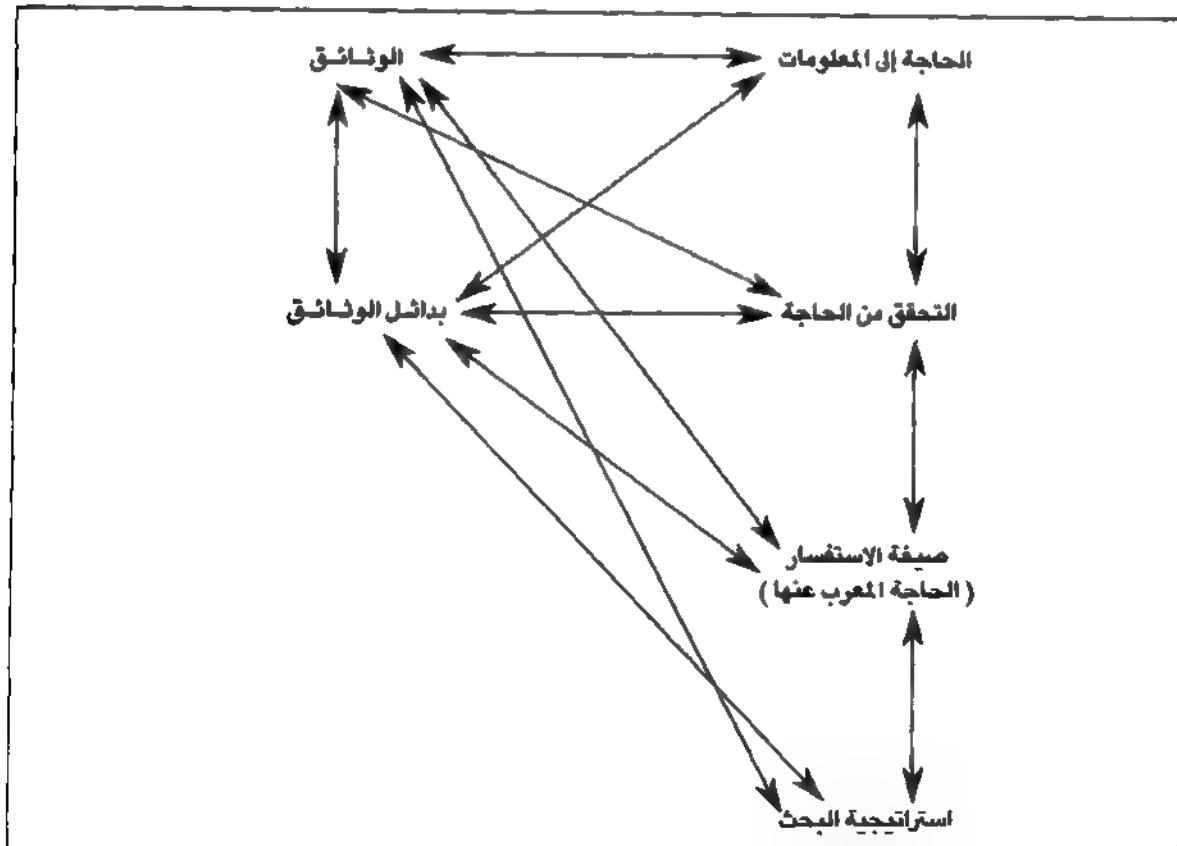 الحاجة إلى المعلومات
الوثائق
التحقق من الحاجة
بدائل الوثائق
صيغة الاستفسار
( الحاجة المعرب عنها )
استراتيجية البحث